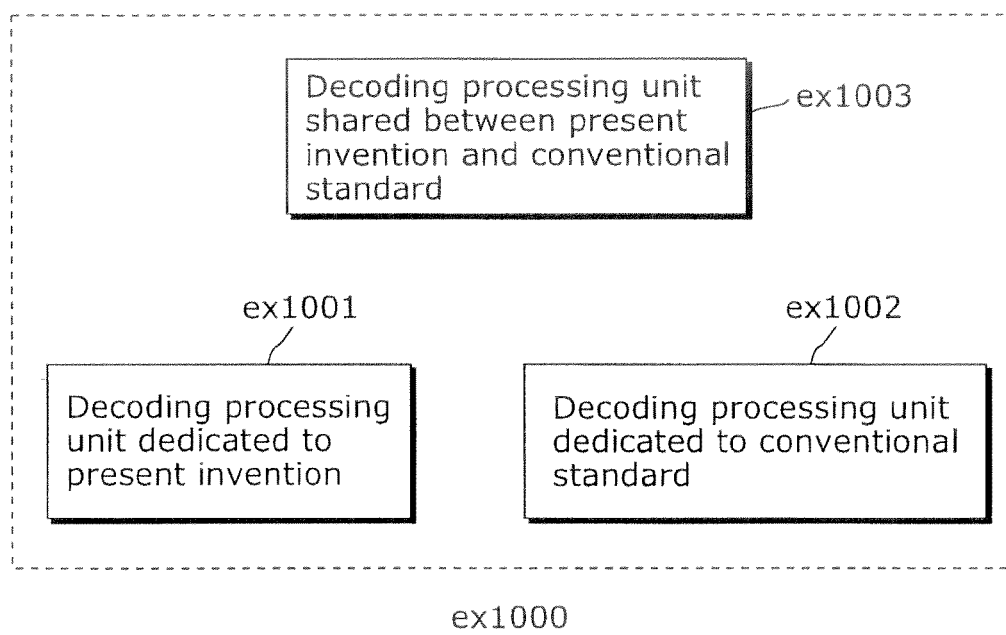 Decoding processing unit
shared between present
invention and conventional
standard
ex1003
ex1001
Decoding processing
unit dedicated to
present invention
ex1002
Decoding processing unit
dedicated to conventional
standard
ex1000